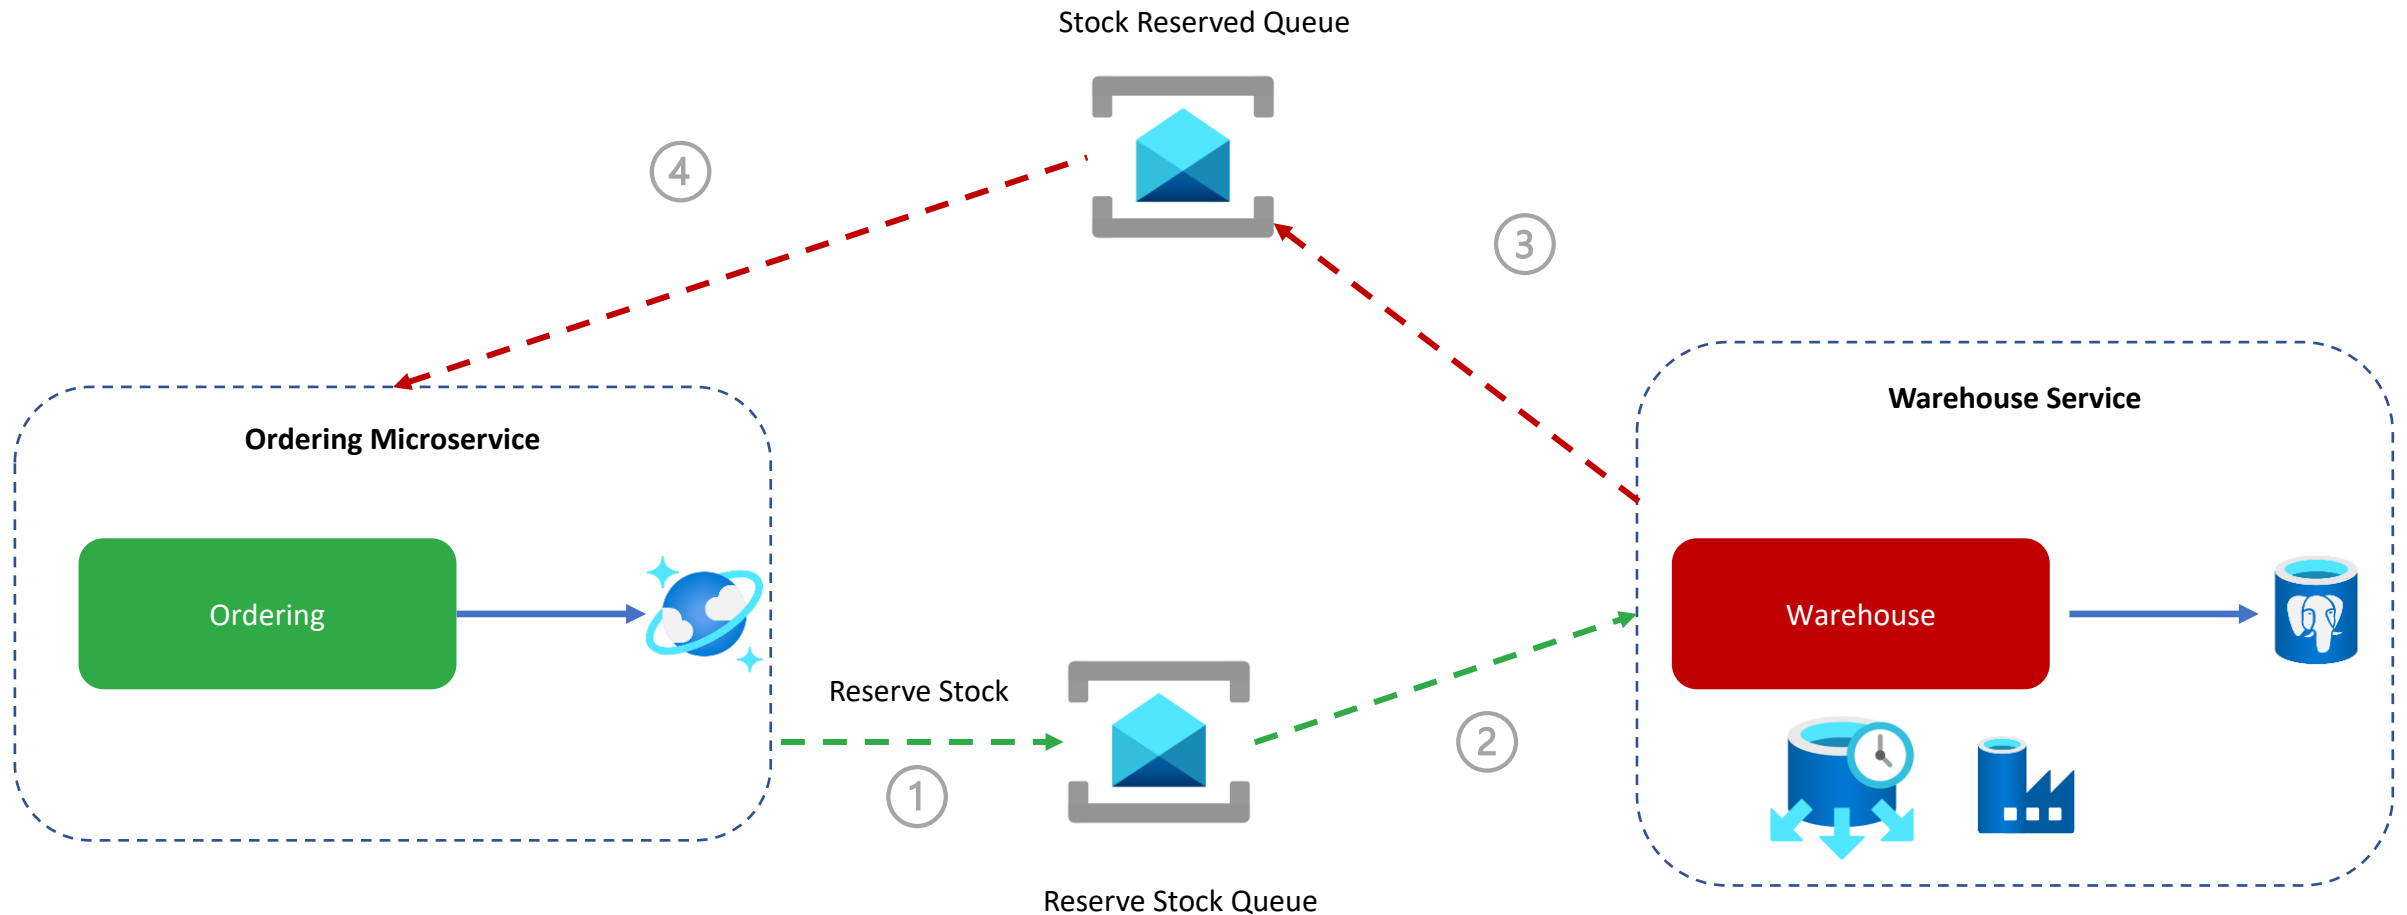 Stock Reserved Queue
4
3
Warehouse Service
Ordering Microservice
Ordering
Warehouse
Reserve Stock
2
1
Reserve Stock Queue